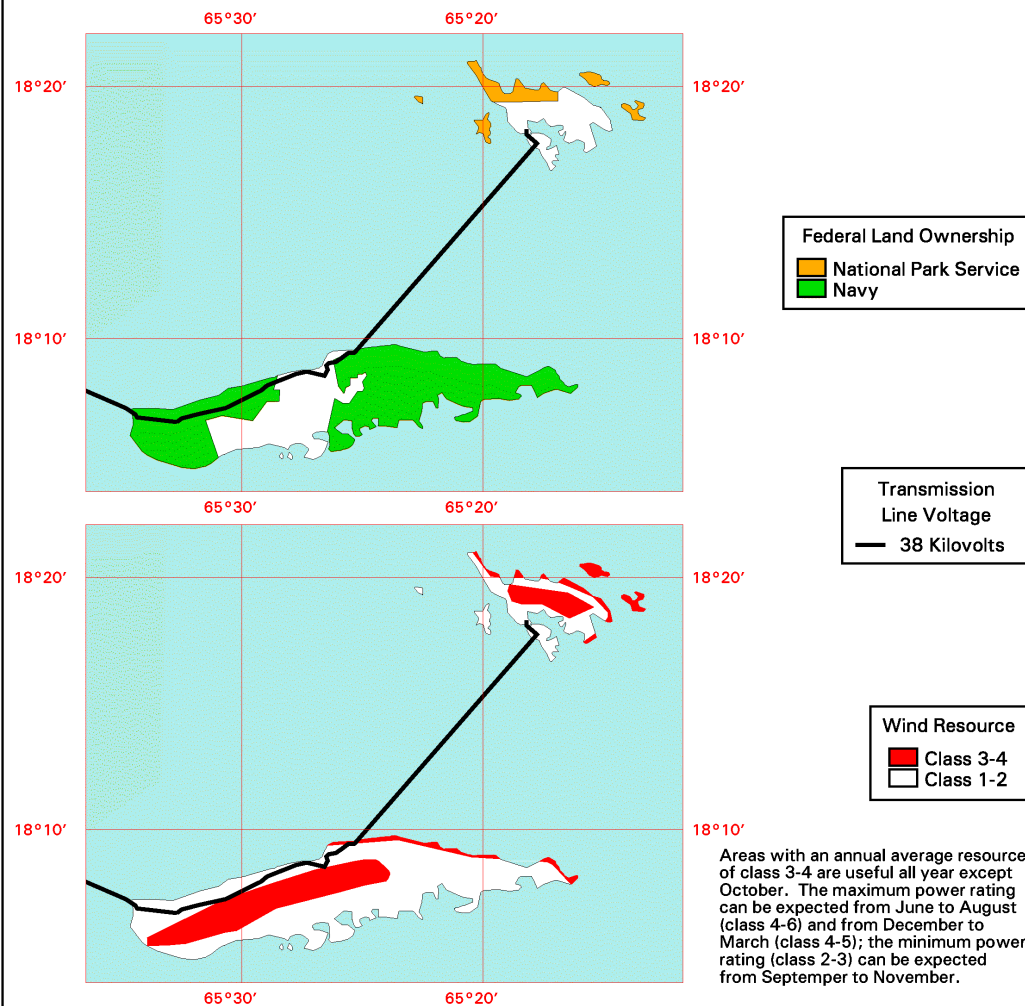 65°30' 65°20'
18°20' 18°20'
Federal Land Ownership
National Park Service
Navy
18°10' 18°10'
65°30' 65°20'
Transmission
Line Voltage
38 Kilovolts
18°20' 18°20'
Wind Resource
Class 3-4
Class 1-2
18°10' 18°10'
Areas with an annual average resource
of class 3-4 are useful all year except
October. The maximum power rating
can be expected from June to August
(class 4-6) and from December to
March (class 4-5); the minimum power
rating (class 2-3) can be expected
from Septemper to November.
65°30' 65°20'